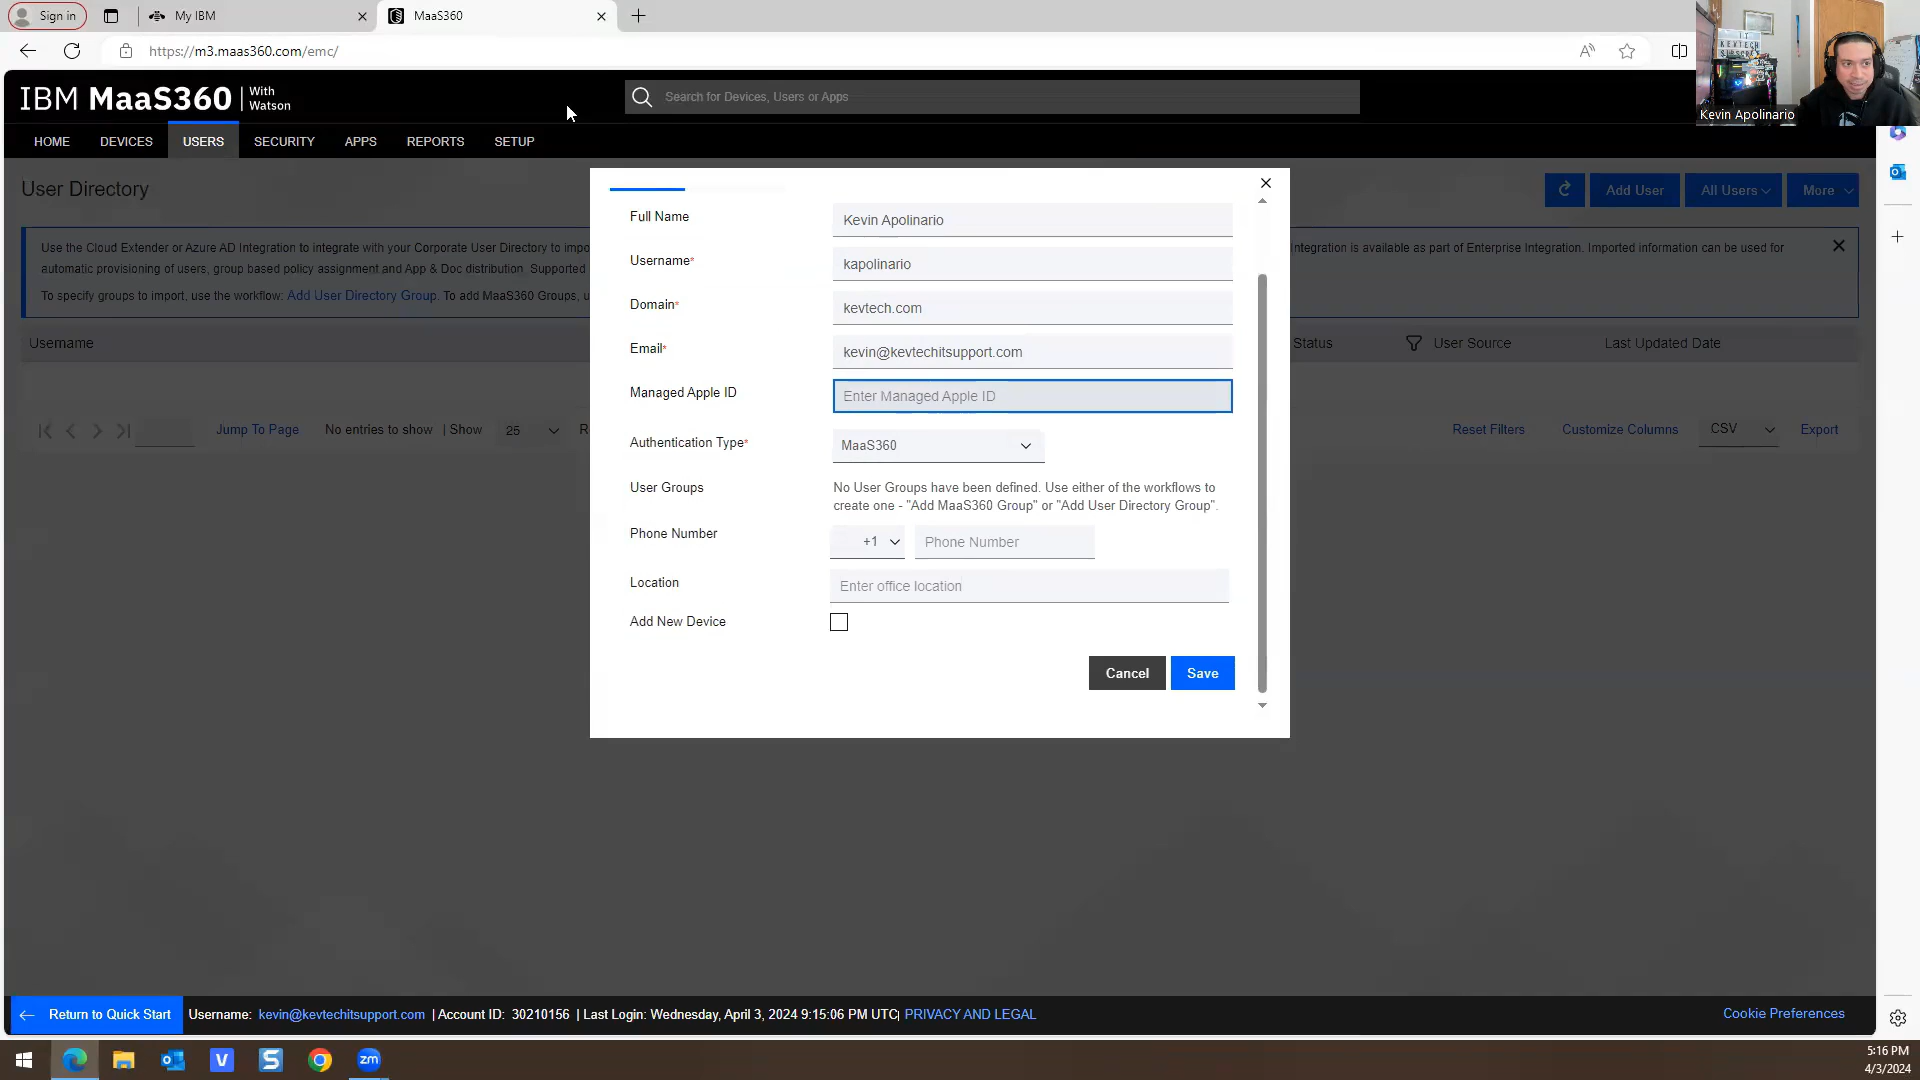 Sign in
My IBM
MaaS360
https://m3.maas360.com/emc/
KEVTECH
SUBSCRIBE
Kevin Apolinario
IBM MaaS360 | With Watson
Search for Devices, Users or Apps
HOME DEVICES USERS SECURITY APPS REPORTS SETUP
User Directory
Add User
All Users
More
Use the Cloud Extender or Azure AD Integration to integrate with your Corporate User Directory to impo
Integration is available as part of Enterprise Integration. Imported information can be used for
automatic provisioning of users, group based policy assignment and App & Doc distribution. Supported
To specify groups to import, use the workflow: Add User Directory Group. To add MaaS360 Groups, u
Username
Status
User Source
Last Updated Date
Jump To Page
No entries to show | Show 25
R
Reset Filters
Customize Columns
CSV
Export
Full Name
Kevin Apolinario
Username*
kapolinario
Domain*
kevtech.com
Email*
kevin@kevtechitsupport.com
Managed Apple ID
Enter Managed Apple ID
Authentication Type*
MaaS360
User Groups
No User Groups have been defined. Use either of the workflows to
create one - "Add MaaS360 Group" or "Add User Directory Group".
Phone Number
+1
Phone Number
Location
Enter office location
Add New Device
Cancel
Save
Return to Quick Start
Username: kevin@kevtechitsupport.com | Account ID: 30210156 | Last Login: Wednesday, April 3, 2024 9:15:06 PM UTC| PRIVACY AND LEGAL
Cookie Preferences
zm
5:16 PM
4/3/2024